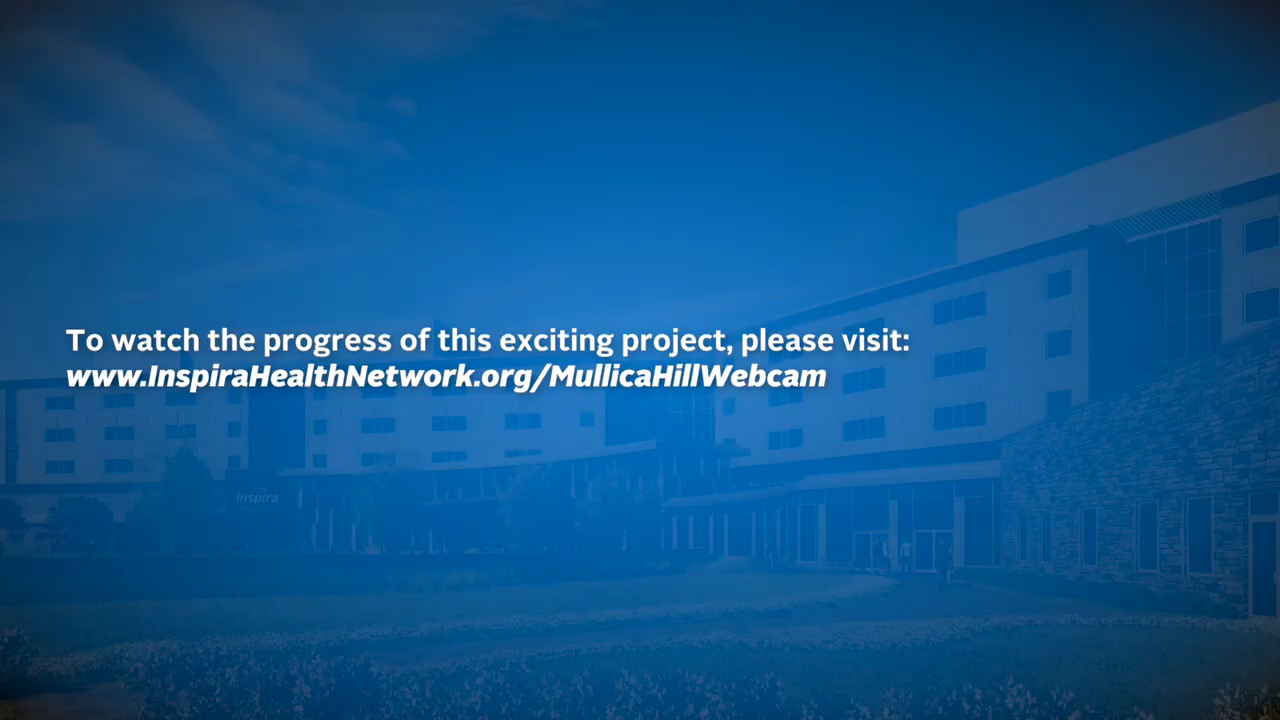 To watch the progress of this exciting project, please visit:
www.InspiraHealthNetwork.org/MullicaHillWebcam
inspira